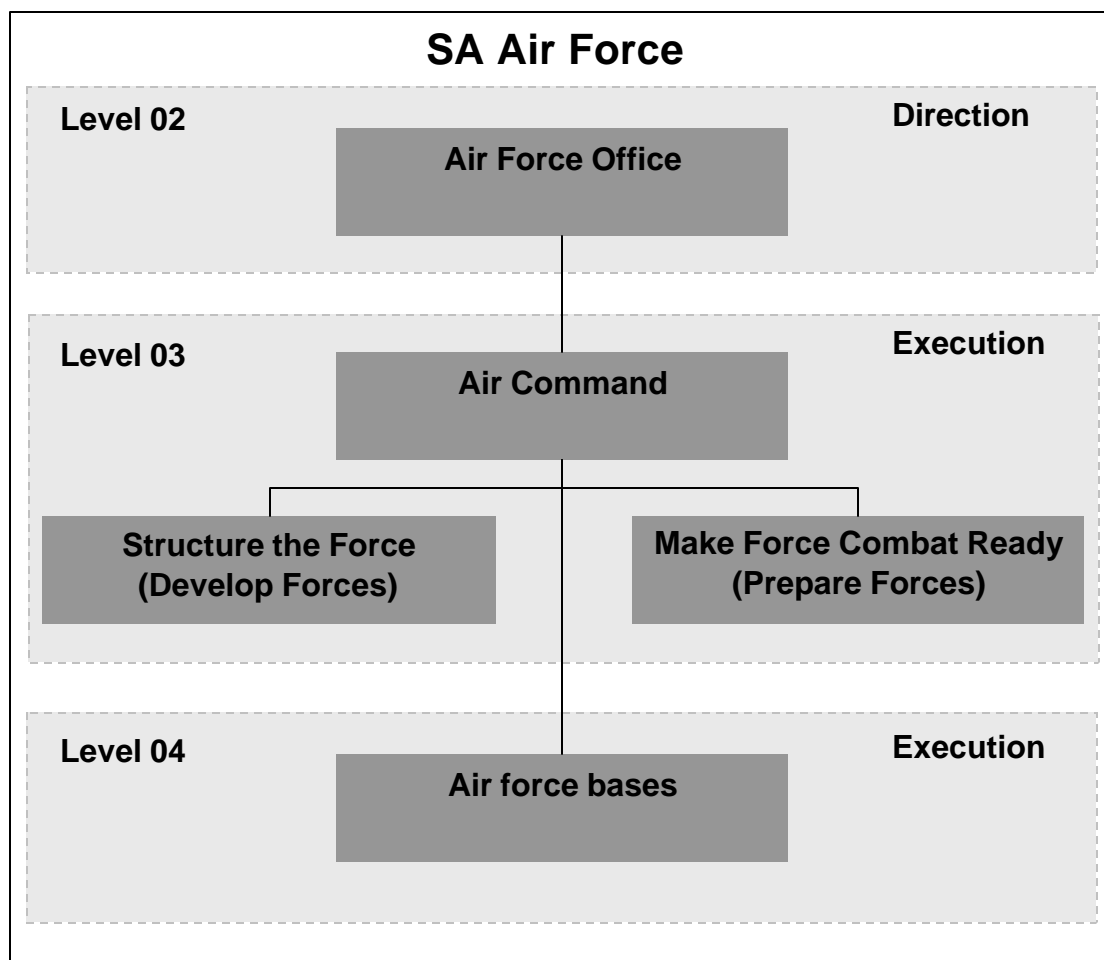 SA Air Force
Level 02
Direction
Air Force Office
Level 03
Execution
Air Command
Structure the Force
(Develop Forces)
Make Force Combat Ready
(Prepare Forces)
Level 04
Execution
Air force bases